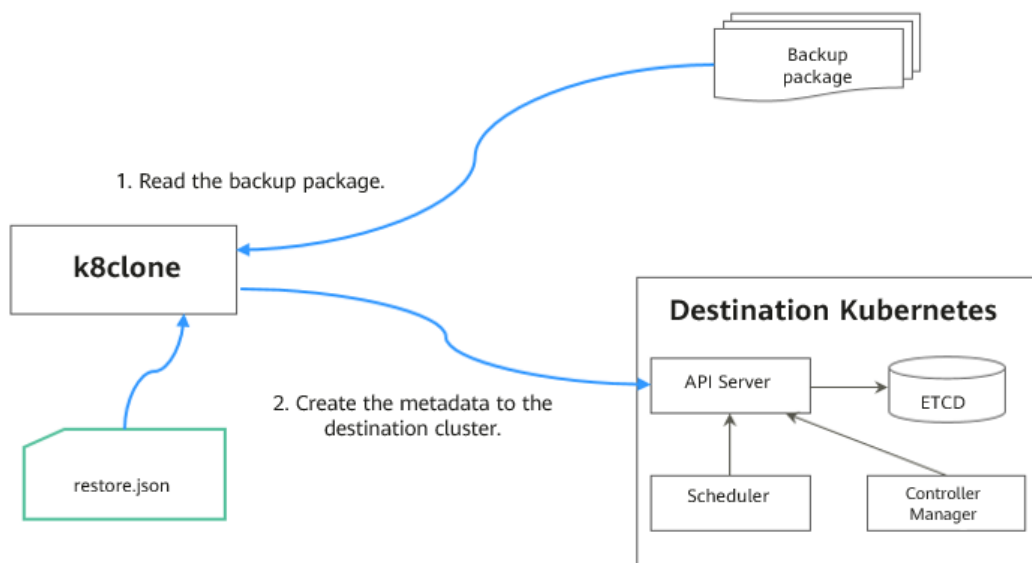 Backup
package
1. Read the backup package.
k8clone
Destination Kubernetes
API Server
ETCD
2. Create the metadata to the
destination cluster.
restore.json
Scheduler
Controller
Manager